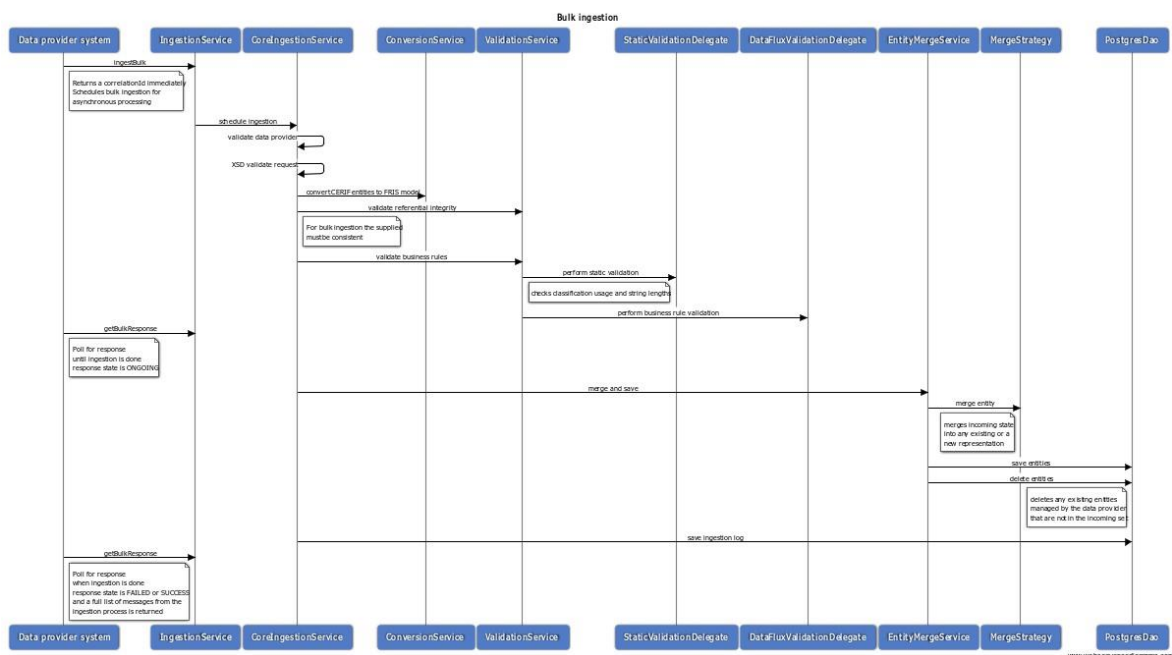 Bulk ingestion
Data provider system
IngestionService
CoreIngestionService
ConversionService
ValidationService
StaticValidationDelegate
DataFluxValidationDelegate
EntityMergeService
MergeStrategy
PostgresDao
ingestBulk
Returns a correlationId immediately
Schedules bulk ingestion for
asynchronous processing
schedule ingestion
validate data provider
XSD validate request
convert CERIF entities to FRIS model
validate referential integrity
For bulk ingestion the supplied
must be consistent
validate business rules
perform static validation
checks classification usage and string lengths
perform business rule validation
getBulkResponse
Poll for response
until ingestion is done
response state is ONGOING
merge and save
merge entity
merges incoming state
into any existing or a
new representation
save entities
delete entities
deletes any existing entities
managed by the data provider
that are not in the incoming set
save ingestion log
getBulkResponse
Poll for response
when ingestion is done
response state is FAILED or SUCCESS
and a full list of messages from the
ingestion process is returned
Data provider system
IngestionService
CoreIngestionService
ConversionService
ValidationService
StaticValidationDelegate
DataFluxValidationDelegate
EntityMergeService
MergeStrategy
PostgresDao